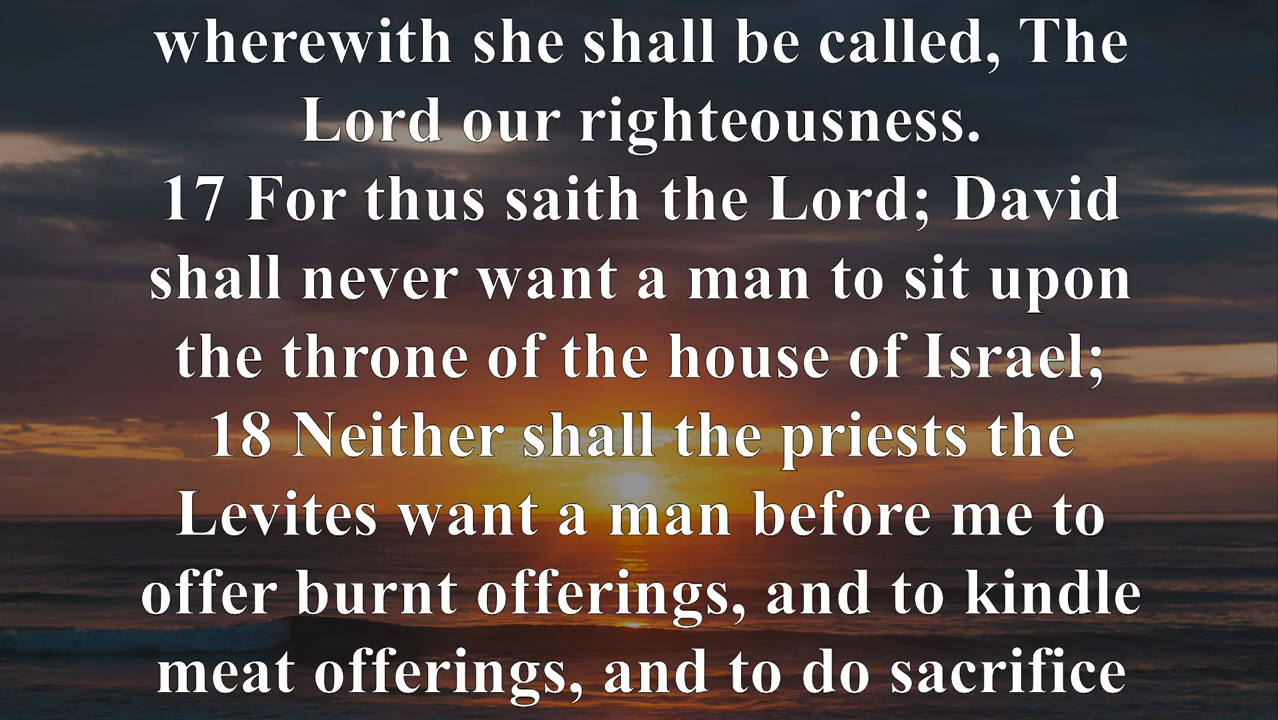 wherewith she shall be called, The
Lord our righteousness.
17 For thus saith the Lord; David
shall never want a man to sit upon
the throne of the house of Israel;
18 Neither shall the priests the
Levites want a man before me to
offer burnt offerings, and to kindle
meat offerings, and to do sacrifice